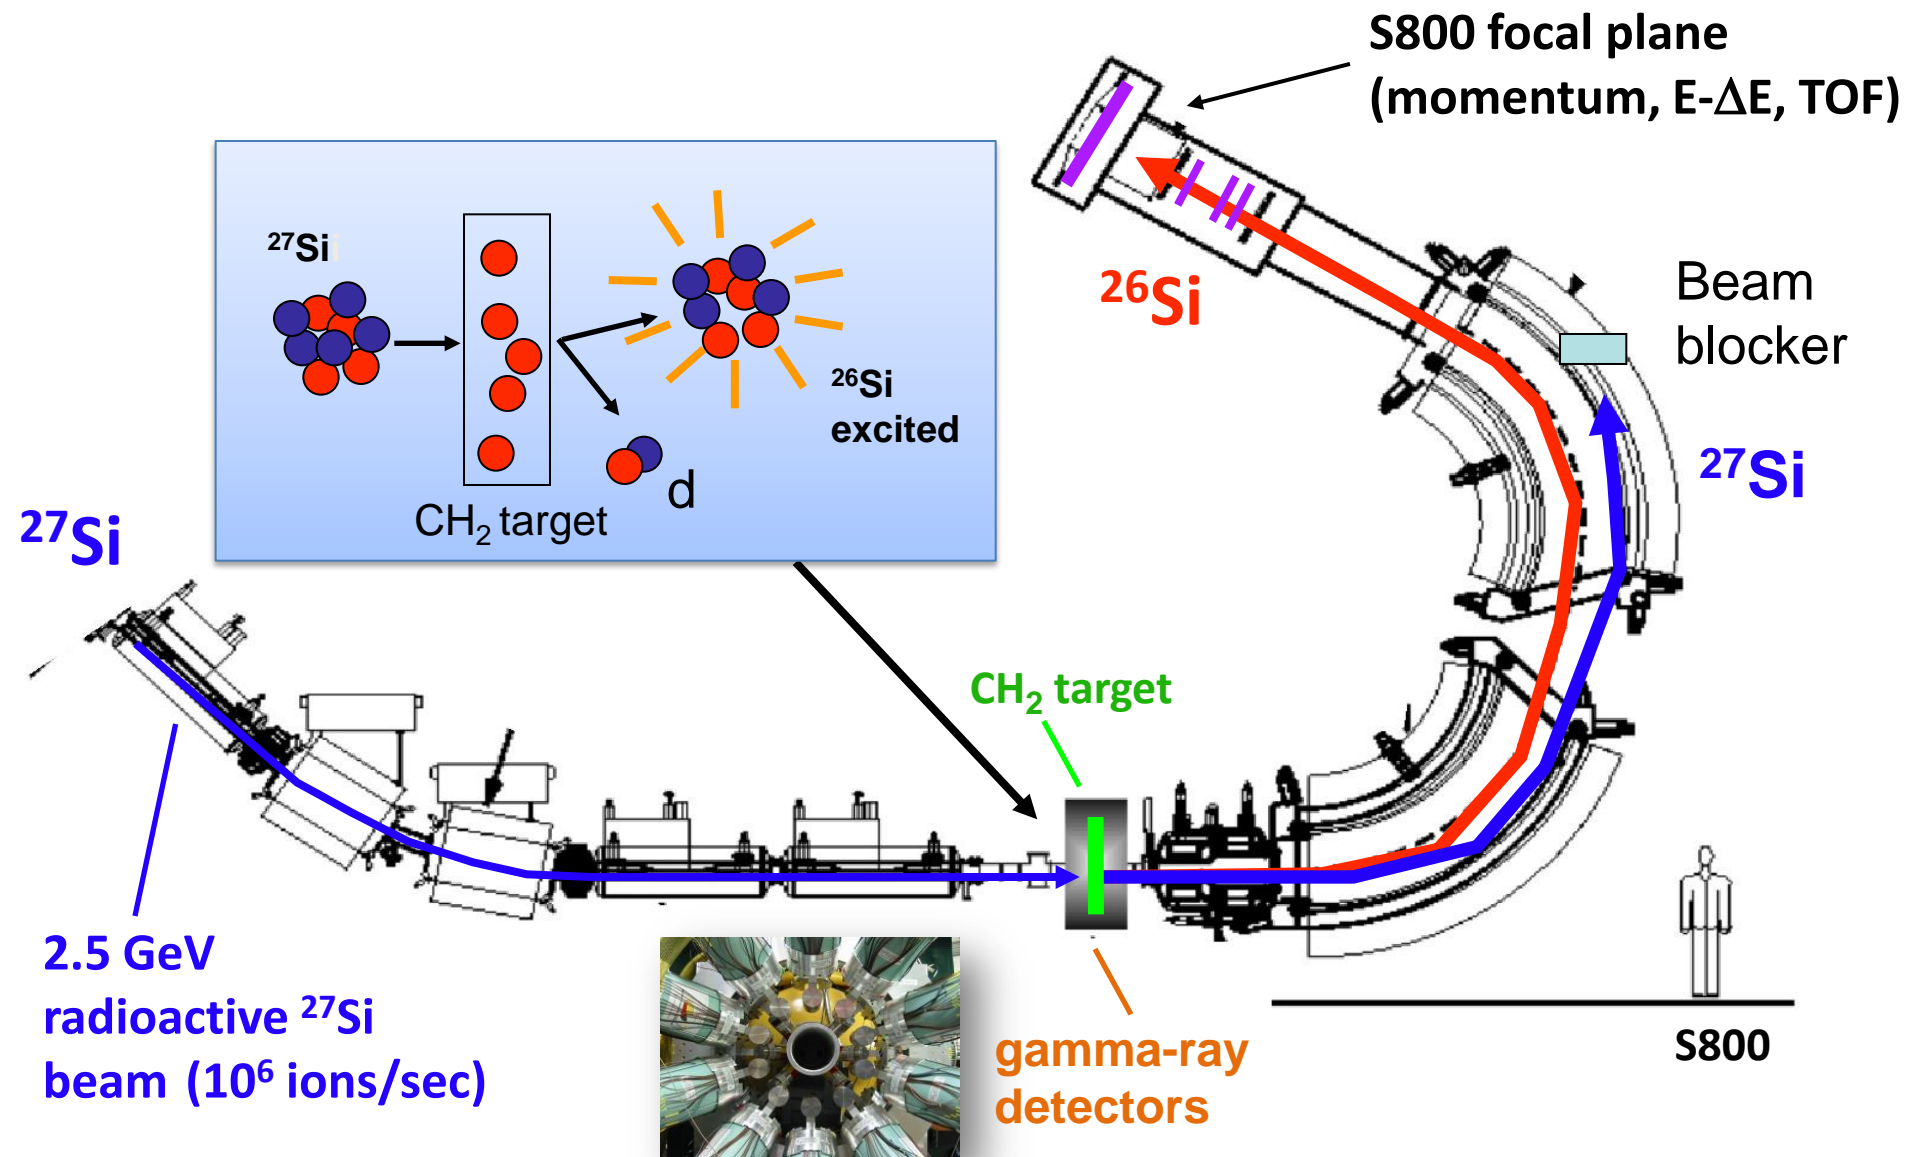 S800 focal plane
(momentum, E-ΔE, TOF)
²⁷Si
²⁶Si
excited
d
CH₂ target
²⁶Si
Beam
blocker
²⁷Si
²⁷Si
CH₂ target
2.5 GeV
radioactive ²⁷Si
beam (10⁶ ions/sec)
gamma-ray
detectors
S800